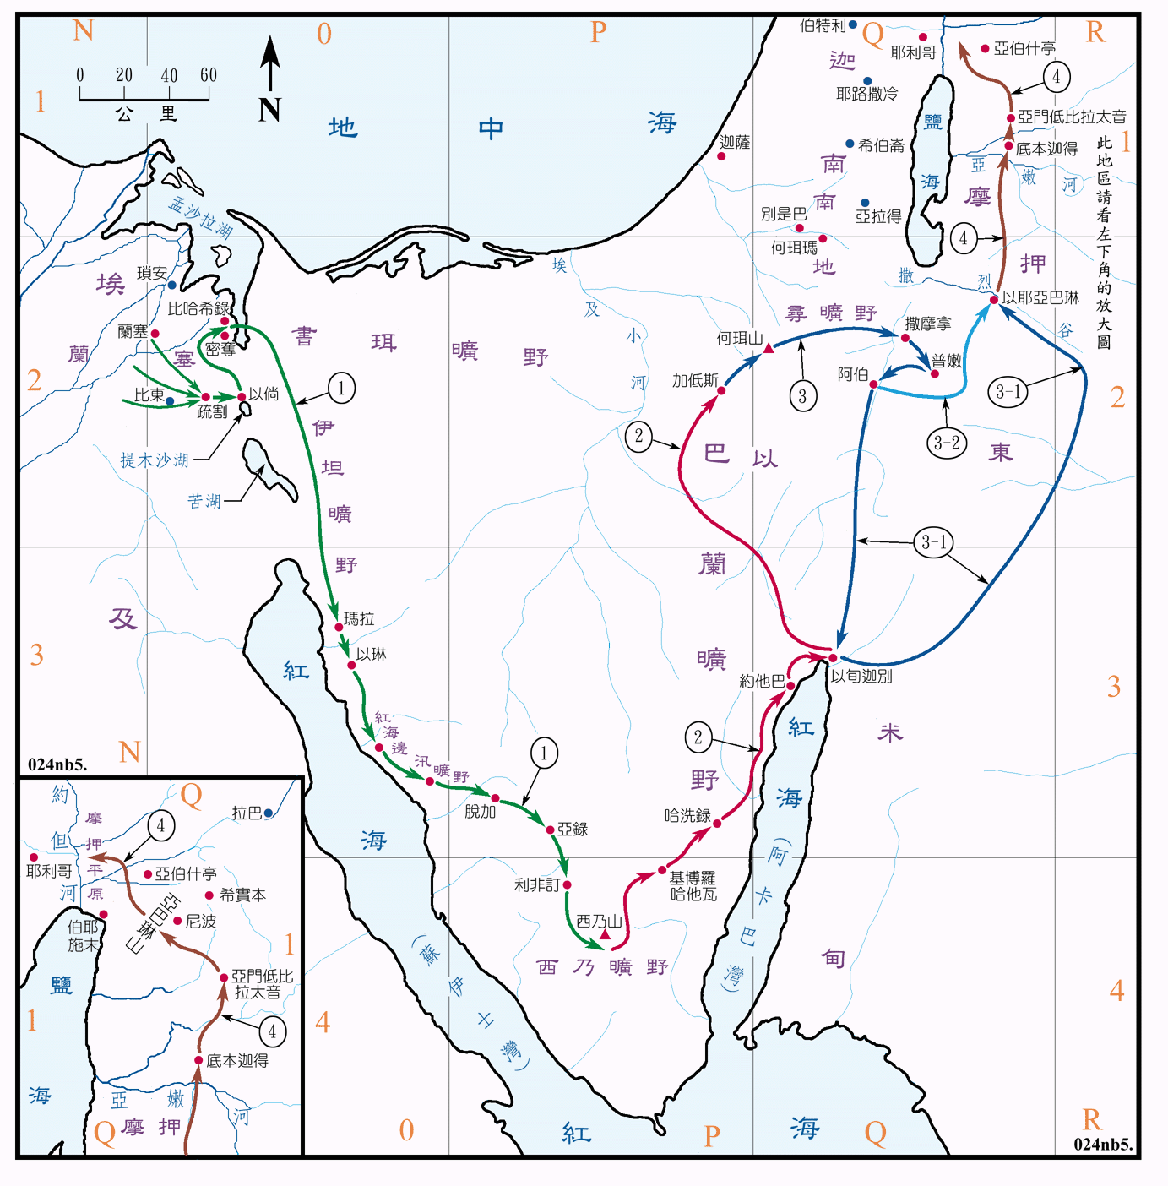 N
O
P
Q
R
0 20 40 60
公里
N
1
地中海
伯特利
耶利哥
亞伯什亭
迦
耶路撒冷
希伯崙
迦薩
南
南
地
亞拉得
別是巴
何珥瑪
鹽海
4
亞門低比拉太音
底本迦得
亞嫩河
摩押
4
1
此地區請看左下角的放大圖
孟沙拉湖
埃及
蘭塞
瑣安
比哈希錄
密奪
蘭塞
比東
疏割
以倘
提木沙湖
苦湖
2
書珥曠野
1
伊坦曠野
埃及小河
尋曠野
何珥山
加低斯
3
撒摩拿
普嫩
阿伯
撒烈谷
以耶亞巴琳
3-1
3-2
2
2
巴蘭曠野
以東
3-1
瑪拉
以琳
3
紅海
紅海邊
汛曠野
脫加
1
亞錄
利非訂
西乃山
西乃曠野
基博羅
哈他瓦
哈洗錄
2
約他巴
以旬迦別
3
紅海
(阿卡巴灣)
米甸
(蘇伊士灣)
4
4
紅海
O
P
Q
R
024nb5.
024nb5.
N
約但河
Q
拉巴
摩押平原
4
耶利哥
亞伯什亭
希實本
伯耶施末
亞巴琳山
尼波
1
鹽海
亞門低比
拉太音
4
1
底本迦得
亞嫩河
Q
摩押